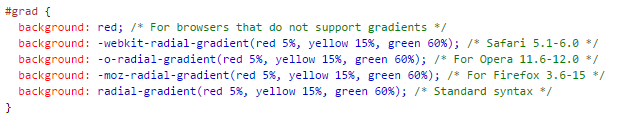 #grad {
  background: red; /* For browsers that do not support gradients */
  background: -webkit-radial-gradient(red 5%, yellow 15%, green 60%); /* Safari 5.1-6.0 */
  background: -o-radial-gradient(red 5%, yellow 15%, green 60%); /* For Opera 11.6-12.0 */
  background: -moz-radial-gradient(red 5%, yellow 15%, green 60%); /* For Firefox 3.6-15 */
  background: radial-gradient(red 5%, yellow 15%, green 60%); /* Standard syntax */
}